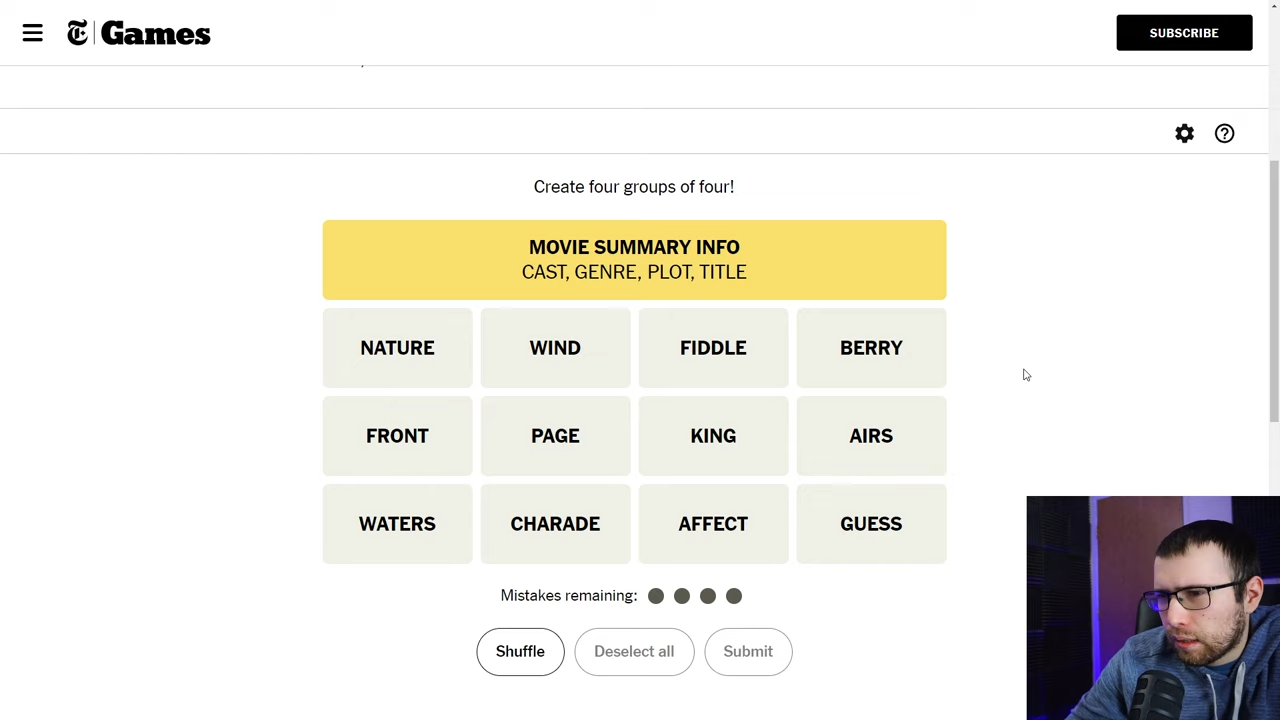 Games
SUBSCRIBE
Create four groups of four!
MOVIE SUMMARY INFO
CAST, GENRE, PLOT, TITLE
NATURE WIND FIDDLE BERRY
FRONT PAGE KING AIRS
WATERS CHARADE AFFECT GUESS
Mistakes remaining:
Shuffle Deselect all Submit